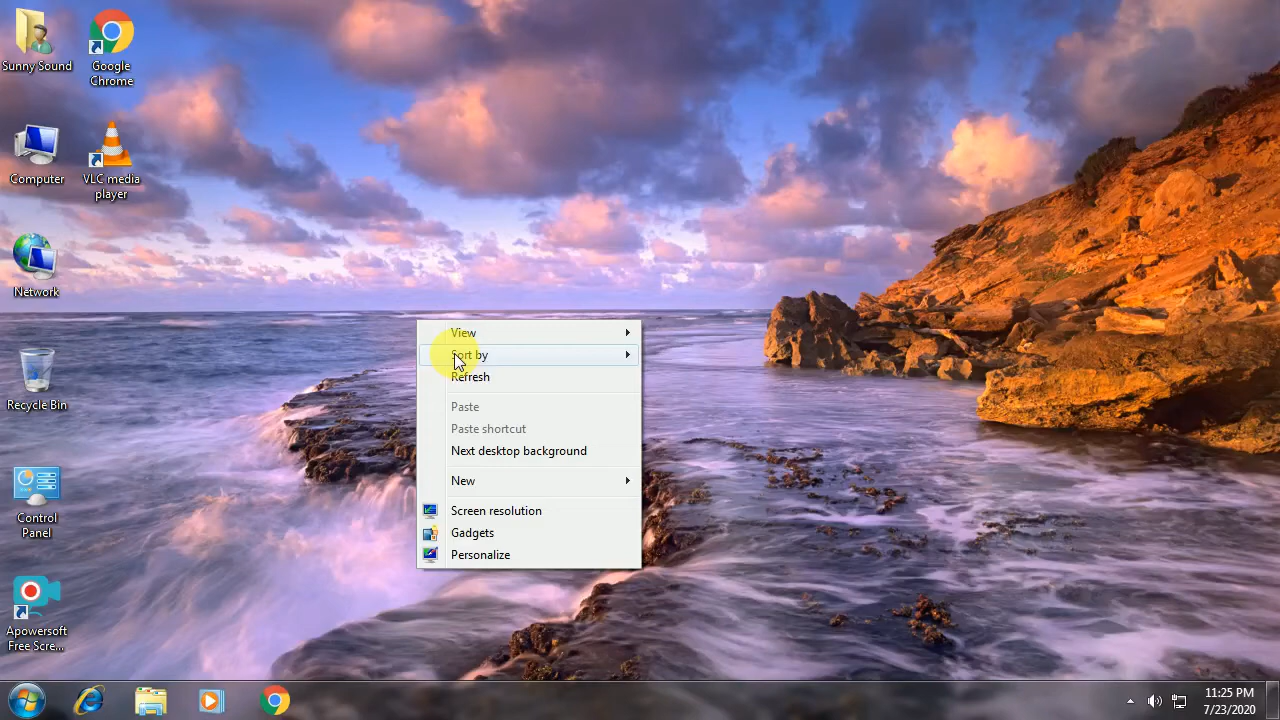 Sunny Sound
Google
Chrome
Computer
VLC media
player
Network
Recycle Bin
Control
Panel
Apowersoft
Free Scre...
View
Sort by
Refresh
Paste
Paste shortcut
Next desktop background
New
Screen resolution
Gadgets
Personalize
11:25 PM
7/23/2020